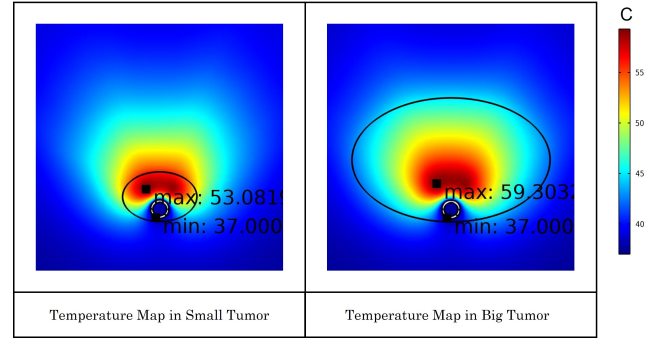 C
55
50
45
40
max: 53.0819
min: 37.000
max: 59.303
min: 37.000
Temperature Map in Small Tumor
Temperature Map in Big Tumor